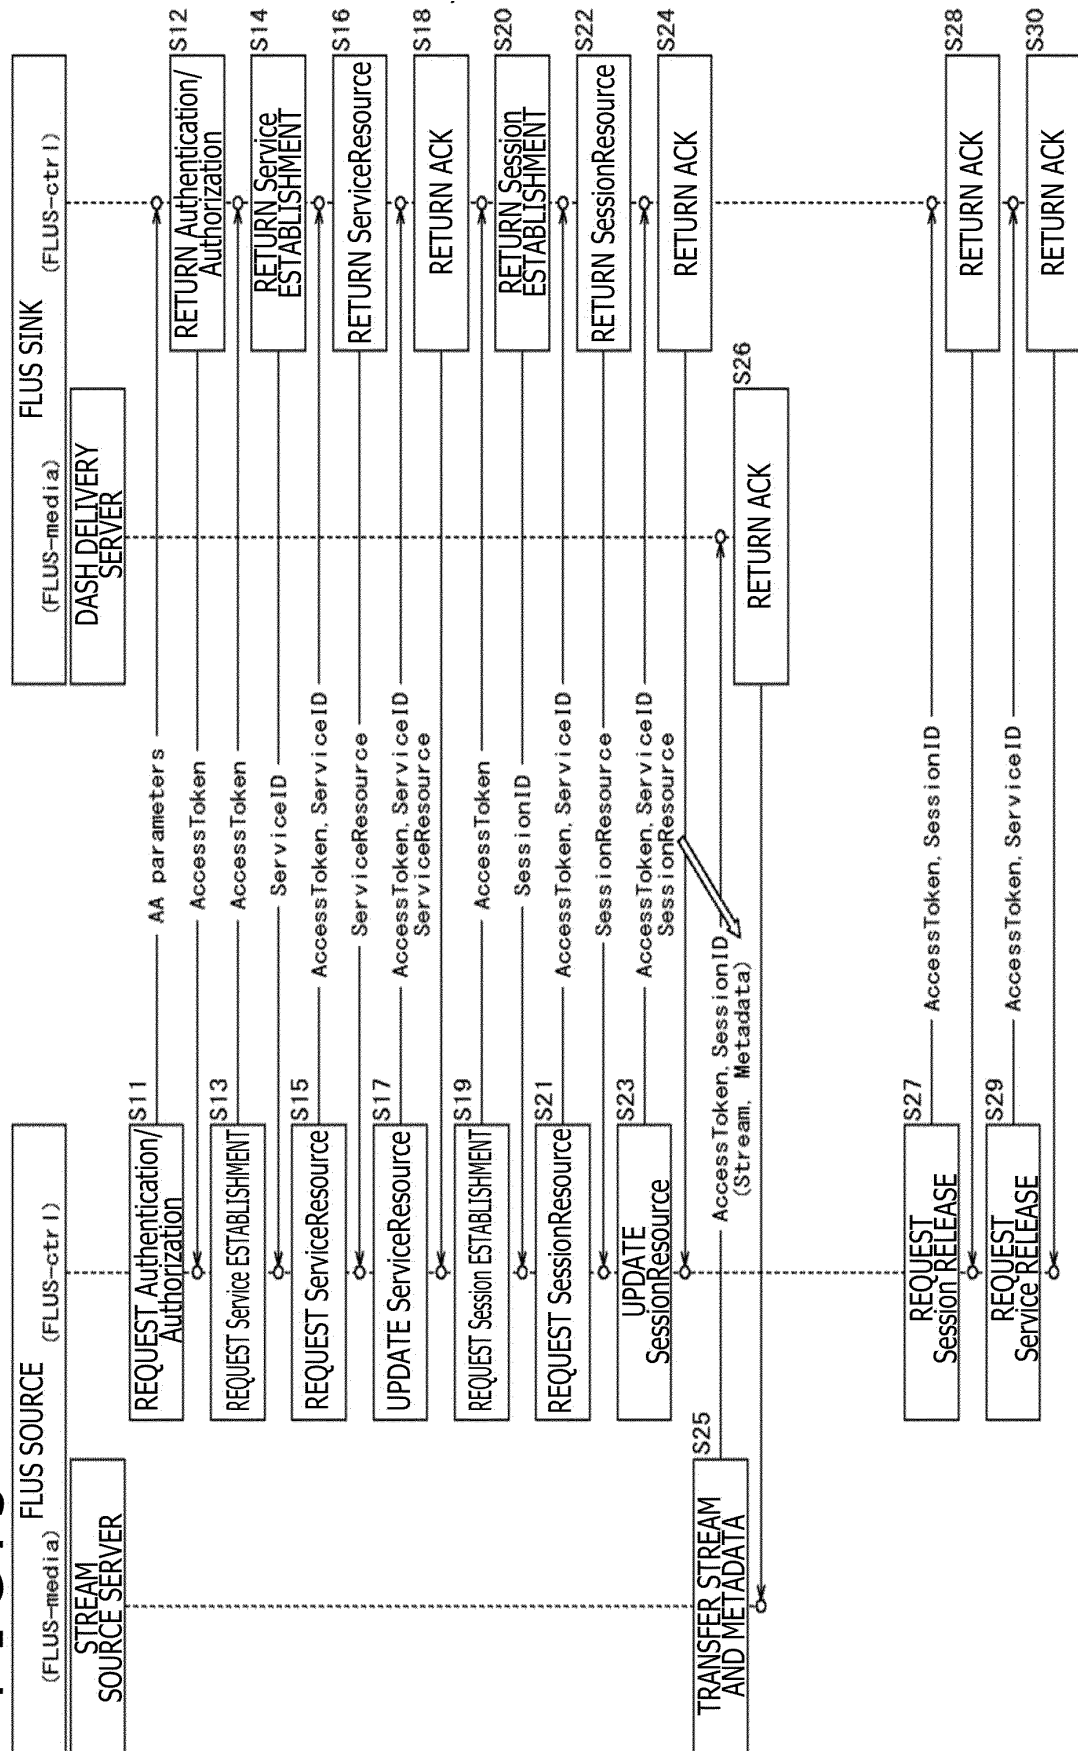 FLUS SOURCE
(FLUS-media)
(FLUS-ctrl)
FLUS SINK
(FLUS-media)
(FLUS-ctrl)
STREAM
SOURCE SERVER
DASH DELIVERY
SERVER
S11
REQUEST Authentication/
Authorization
AA parameters
S12
RETURN Authentication/
Authorization
AccessToken
S13
REQUEST Service ESTABLISHMENT
AccessToken
S14
RETURN Service
ESTABLISHMENT
ServiceID
S15
REQUEST ServiceResource
AccessToken, ServiceID
S16
RETURN ServiceResource
ServiceResource
S17
UPDATE ServiceResource
AccessToken, ServiceID
ServiceResource
S18
RETURN ACK
S19
REQUEST Session ESTABLISHMENT
AccessToken
S20
RETURN Session
ESTABLISHMENT
SessionID
S21
REQUEST SessionResource
AccessToken, ServiceID
S22
RETURN SessionResource
SessionResource
S23
UPDATE
SessionResource
AccessToken, ServiceID
SessionResource
S24
RETURN ACK
S25
TRANSFER STREAM
AND METADATA
AccessToken, SessionID
(Stream, Metadata)
S26
RETURN ACK
S27
REQUEST
Session RELEASE
AccessToken, SessionID
S28
RETURN ACK
S29
REQUEST
Service RELEASE
AccessToken, ServiceID
S30
RETURN ACK